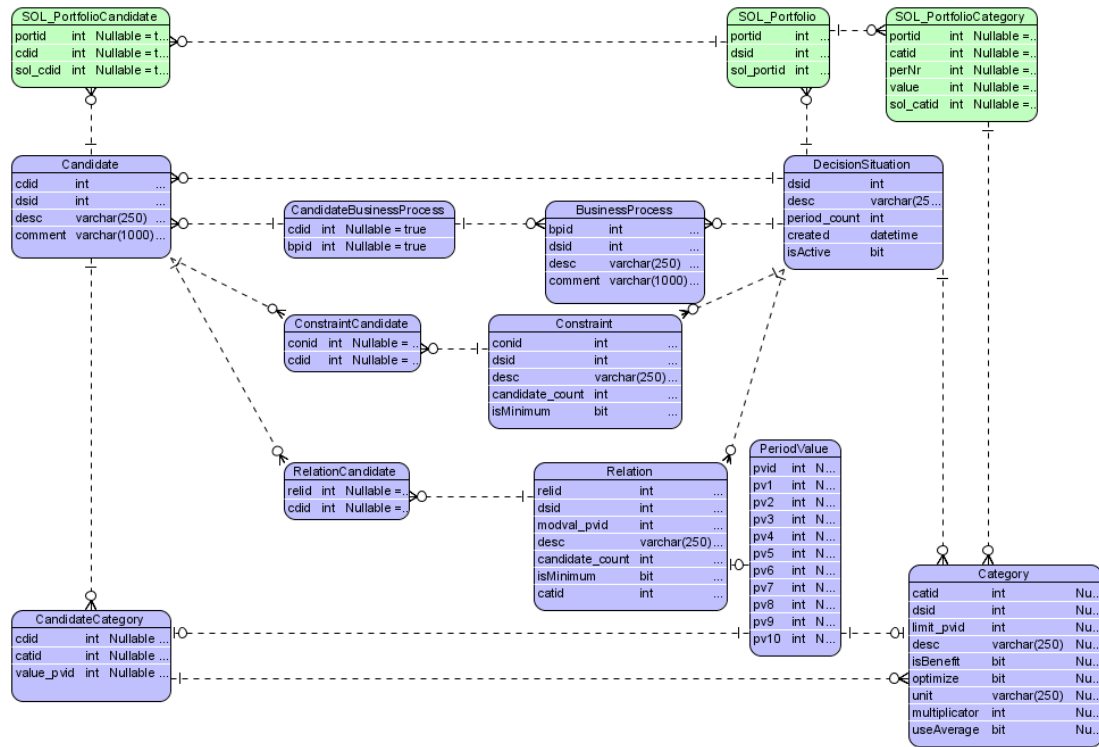 SOL_PortfolioCandidate
portid int Nullable = t...
cdid int Nullable = t...
sol_cdid int Nullable = t...
SOL_Portfolio
portid int ...
dsid int ...
sol_portid int ...
SOL_PortfolioCategory
portid int Nullable =...
catid int Nullable =...
perNr int Nullable =...
value int Nullable =...
sol_catid int Nullable =...
Candidate
cdid int ...
dsid int ...
desc varchar(250) ...
comment varchar(1000)...
CandidateBusinessProcess
cdid int Nullable = true
bpid int Nullable = true
BusinessProcess
bpid int ...
dsid int ...
desc varchar(250) ...
comment varchar(1000)...
DecisionSituation
dsid int ...
desc varchar(25...
period_count int
created datetime
isActive bit
ConstraintCandidate
conid int Nullable = ...
cdid int Nullable = ...
Constraint
conid int ...
dsid int ...
desc varchar(250)...
candidate_count int ...
isMinimum bit ...
RelationCandidate
relid int Nullable =...
cdid int Nullable =...
Relation
relid int ...
dsid int ...
modval_pvid int ...
desc varchar(250)...
candidate_count int ...
isMinimum bit ...
catid int ...
PeriodValue
pvid int N...
pv1 int N...
pv2 int N...
pv3 int N...
pv4 int N...
pv5 int N...
pv6 int N...
pv7 int N...
pv8 int N...
pv9 int N...
pv10 int N...
CandidateCategory
cdid int Nullable ...
catid int Nullable ...
value_pvid int Nullable ...
Category
catid int Nu...
dsid int Nu...
limit_pvid int Nu...
desc varchar(250) Nu...
isBenefit bit Nu...
optimize bit Nu...
unit varchar(250) Nu...
multiplicator int Nu...
useAverage bit Nu...